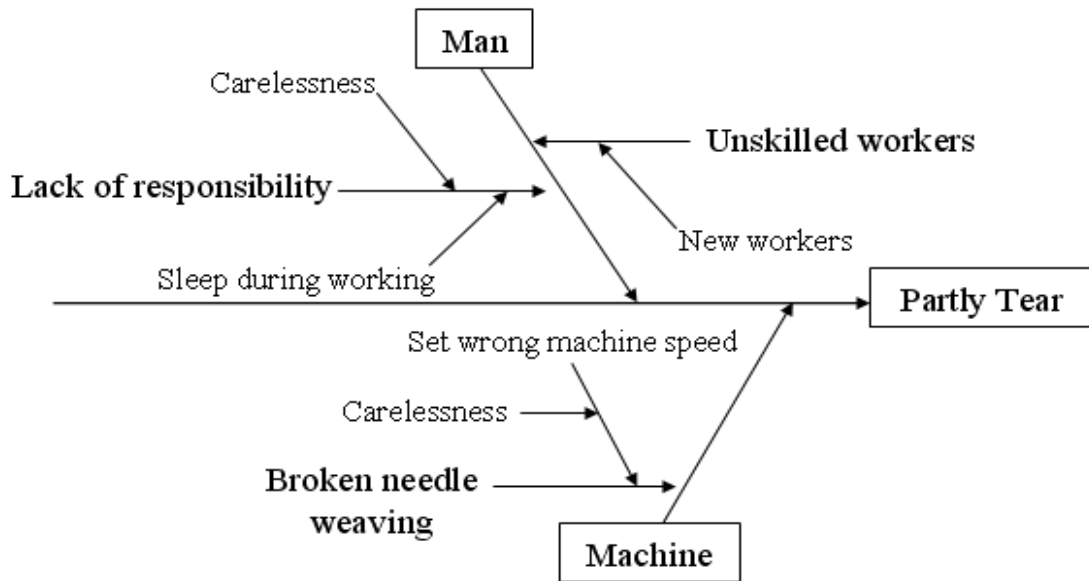 Man
Carelessness
Unskilled workers
Lack of responsibility
New workers
Sleep during working
Partly Tear
Set wrong machine speed
Carelessness
Broken needle
weaving
Machine